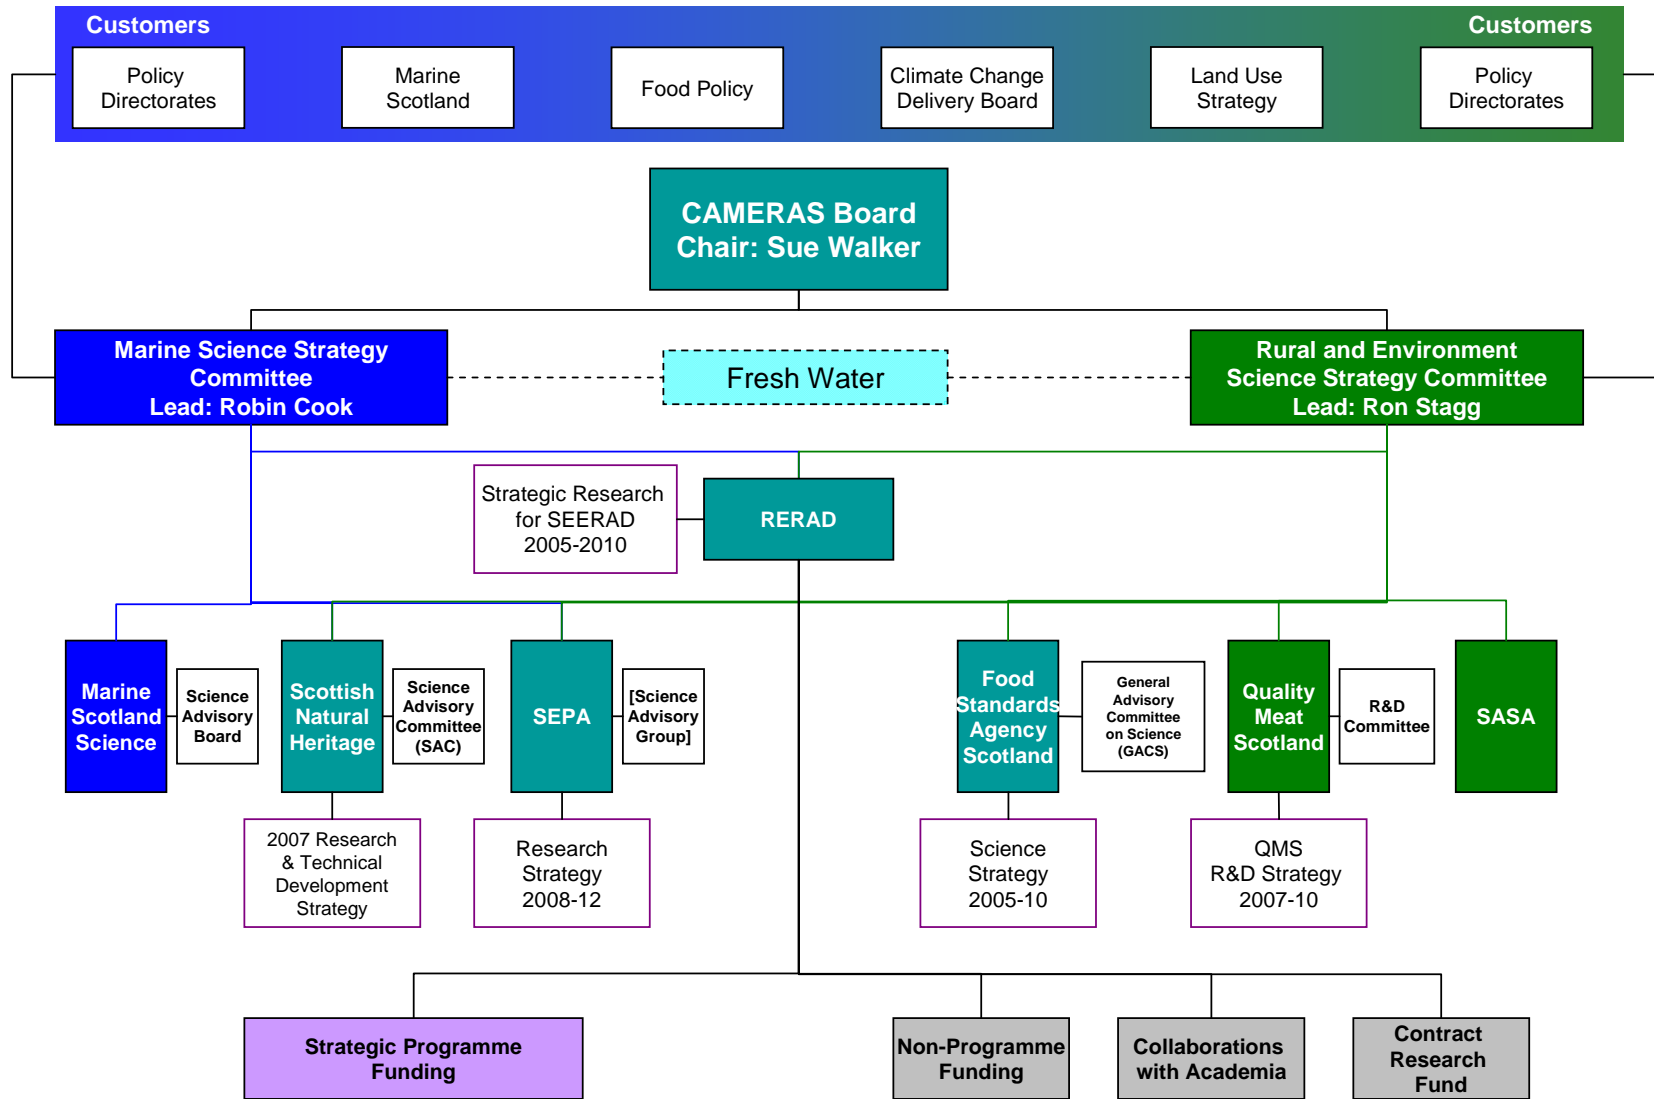 Customers
Customers
Policy
Directorates
Marine
Scotland
Food Policy
Climate Change
Delivery Board
Land Use
Strategy
Policy
Directorates
CAMERAS Board
Chair: Sue Walker
Marine Science Strategy
Committee
Lead: Robin Cook
Fresh Water
Rural and Environment
Science Strategy Committee
Lead: Ron Stagg
Strategic Research
for SEERAD
2005-2010
RERAD
Marine
Scotland
Science
Science
Advisory
Board
Scottish
Natural
Heritage
Science
Advisory
Committee
(SAC)
SEPA
[Science
Advisory
Group]
Food
Standards
Agency
Scotland
General
Advisory
Committee
on Science
(GACS)
Quality
Meat
Scotland
R&D
Committee
SASA
2007 Research
& Technical
Development
Strategy
Research
Strategy
2008-12
Science
Strategy
2005-10
QMS
R&D Strategy
2007-10
Strategic Programme
Funding
Non-Programme
Funding
Collaborations
with Academia
Contract
Research
Fund